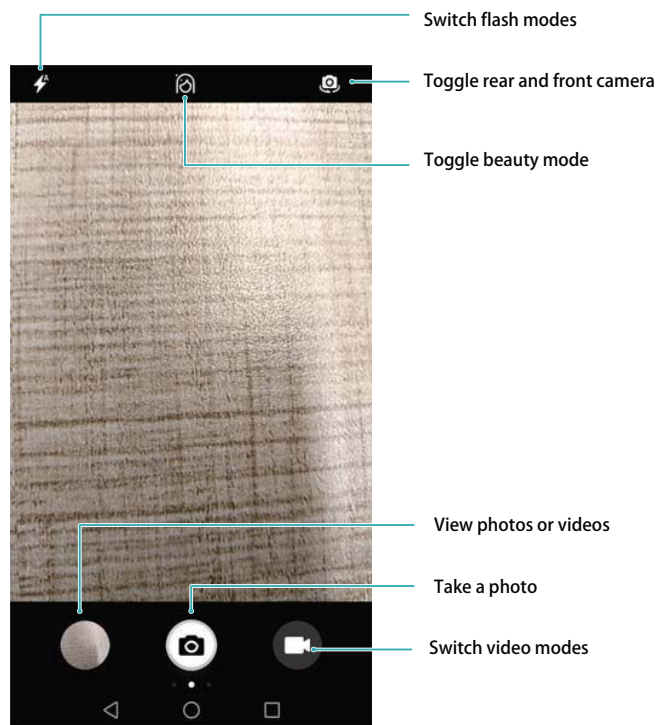 Switch flash modes
Toggle rear and front camera
Toggle beauty mode
View photos or videos
Take a photo
Switch video modes